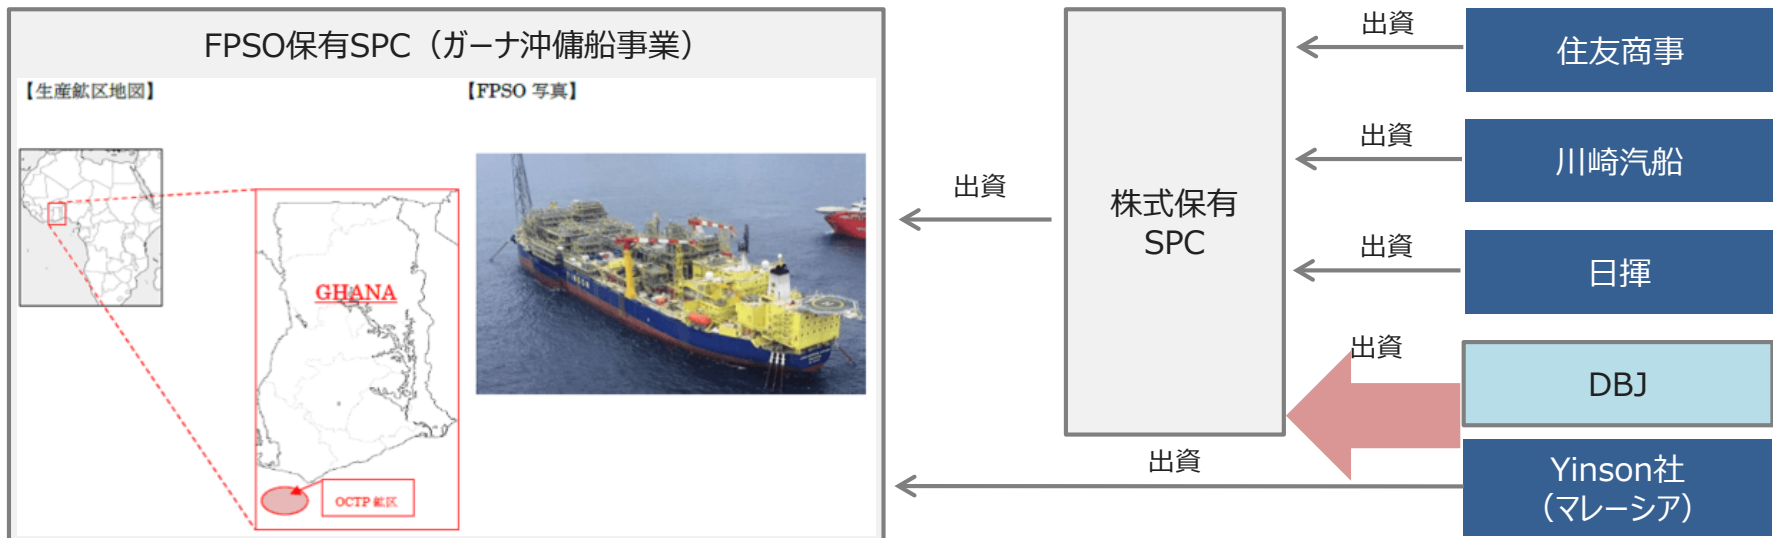 FPSO保有SPC（ガーナ沖傭船事業）
【生産鉱区地図】
【FPSO 写真】
GHANA
OCTP 鉱区
YINSON
出資
株式保有
SPC
出資
住友商事
出資
川崎汽船
出資
日揮
出資
DBJ
出資
Yinson社
（マレーシア）